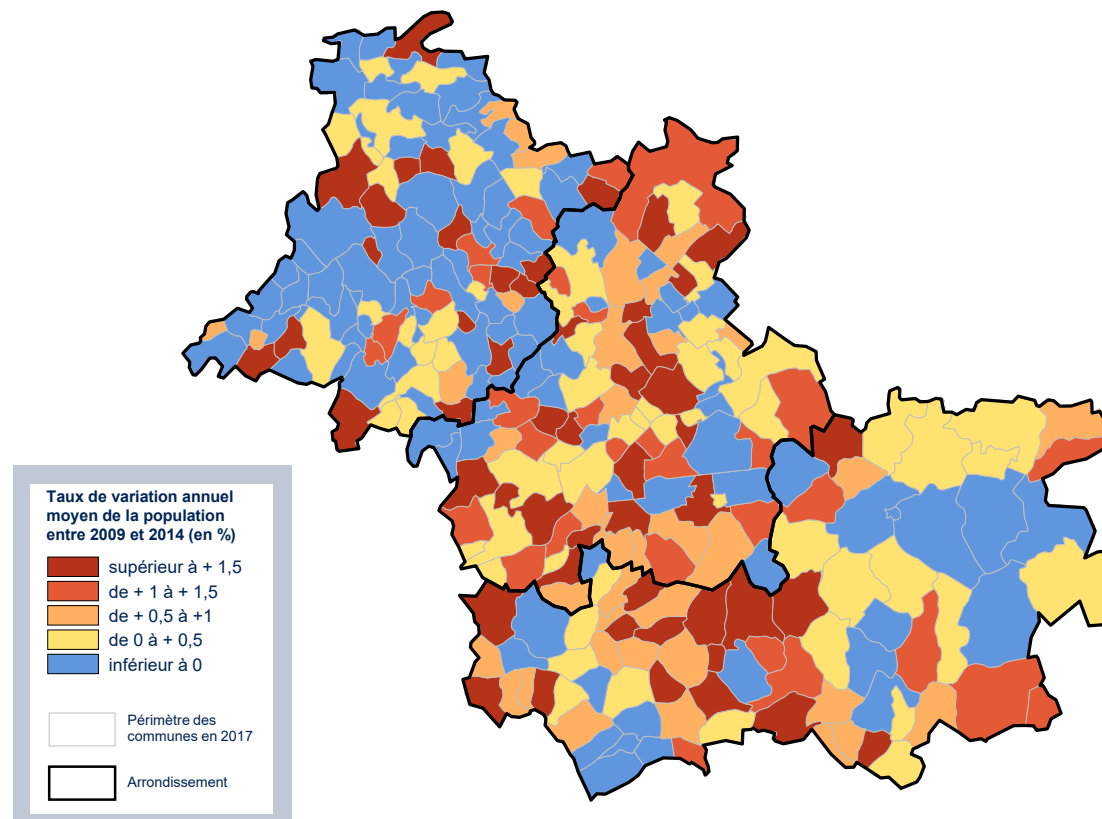 Taux de variation annuel
moyen de la population
entre 2009 et 2014 (en %)
supérieur à + 1,5
de + 1 à + 1,5
de + 0,5 à +1
de 0 à + 0,5
inférieur à 0
Périmètre des
communes en 2017
Arrondissement